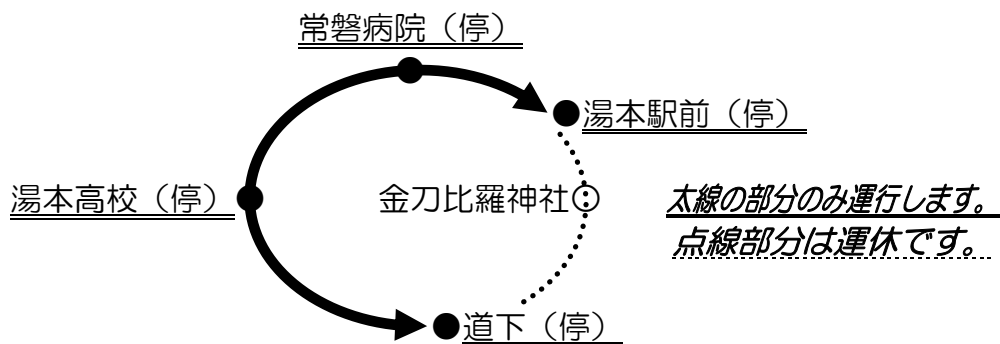 常磐病院（停）
湯本駅前（停）
湯本高校（停）
金刀比羅神社
太線の部分のみ運行します。
点線部分は運休です。
道下（停）